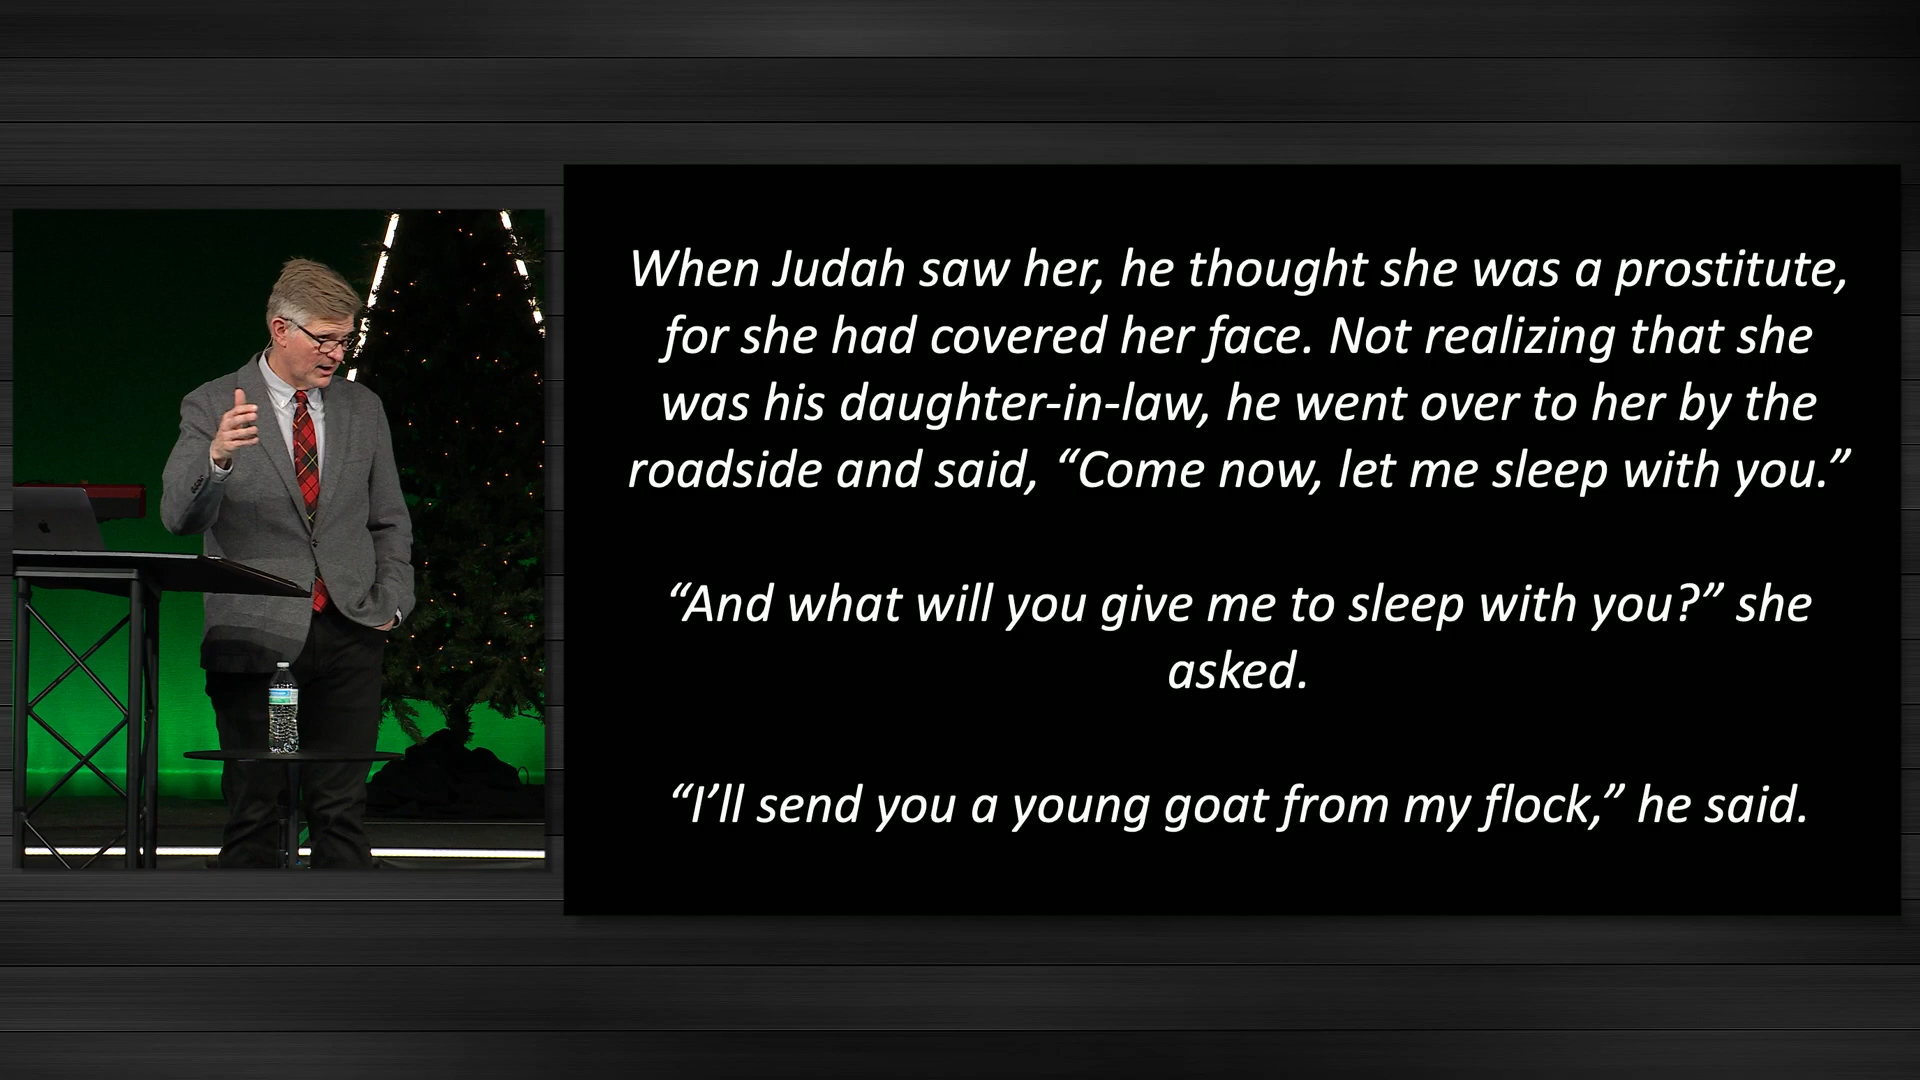 When Judah saw her, he thought she was a prostitute,
for she had covered her face. Not realizing that she
was his daughter-in-law, he went over to her by the
roadside and said, “Come now, let me sleep with you.”
“And what will you give me to sleep with you?” she
asked.
“I’ll send you a young goat from my flock,” he said.